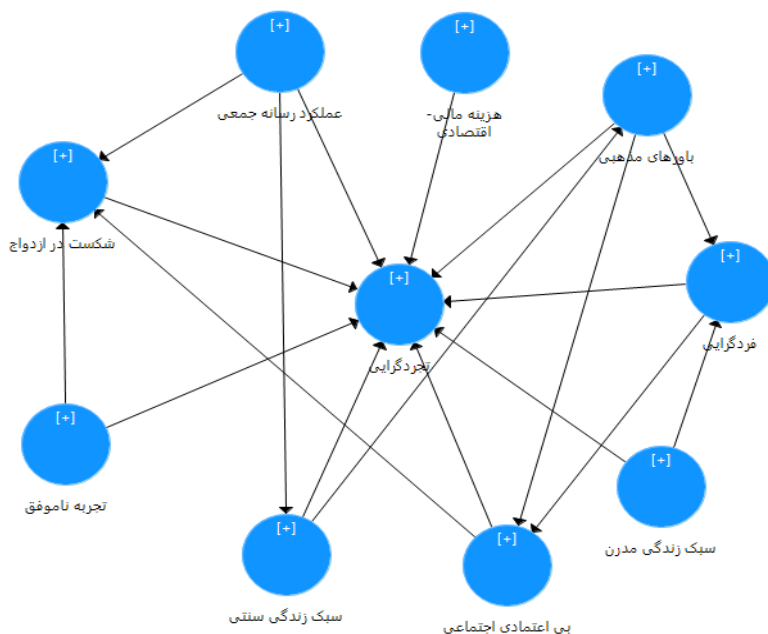 [+]
عملکرد رسانه جمعی
[+]
هزینه مالی-
اقتصادی
[+]
باورهای مذهبی
[+]
شکست در ازدواج
[+]
تجردگرایی
[+]
فردگرایی
[+]
تجربه ناموفق
[+]
سبک زندگی سنتی
[+]
بی اعتمادی اجتماعی
[+]
سبک زندگی مدرن